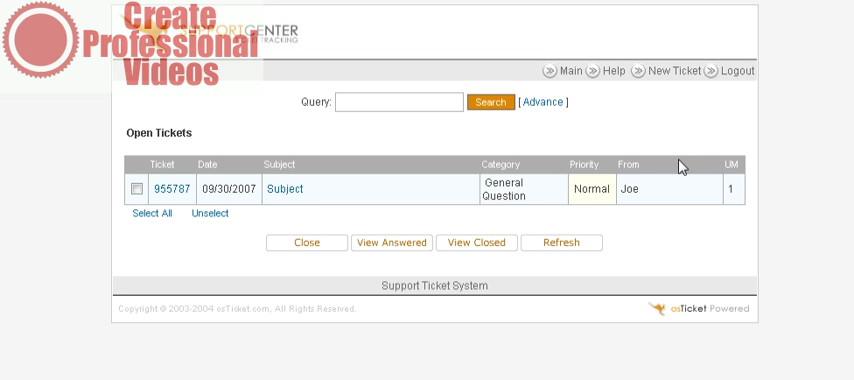 Create
Professional
Videos
SUPPORT CENTER
TRACKING
Main Help New Ticket Logout
Query: Search [ Advance ]
Open Tickets
Ticket Date Subject Category Priority From UM
955787 09/30/2007 Subject General Question Normal Joe 1
Select All Unselect
Close View Answered View Closed Refresh
Support Ticket System
Copyright © 2003-2004 osTicket.com, All Rights Reserved.
osTicket Powered